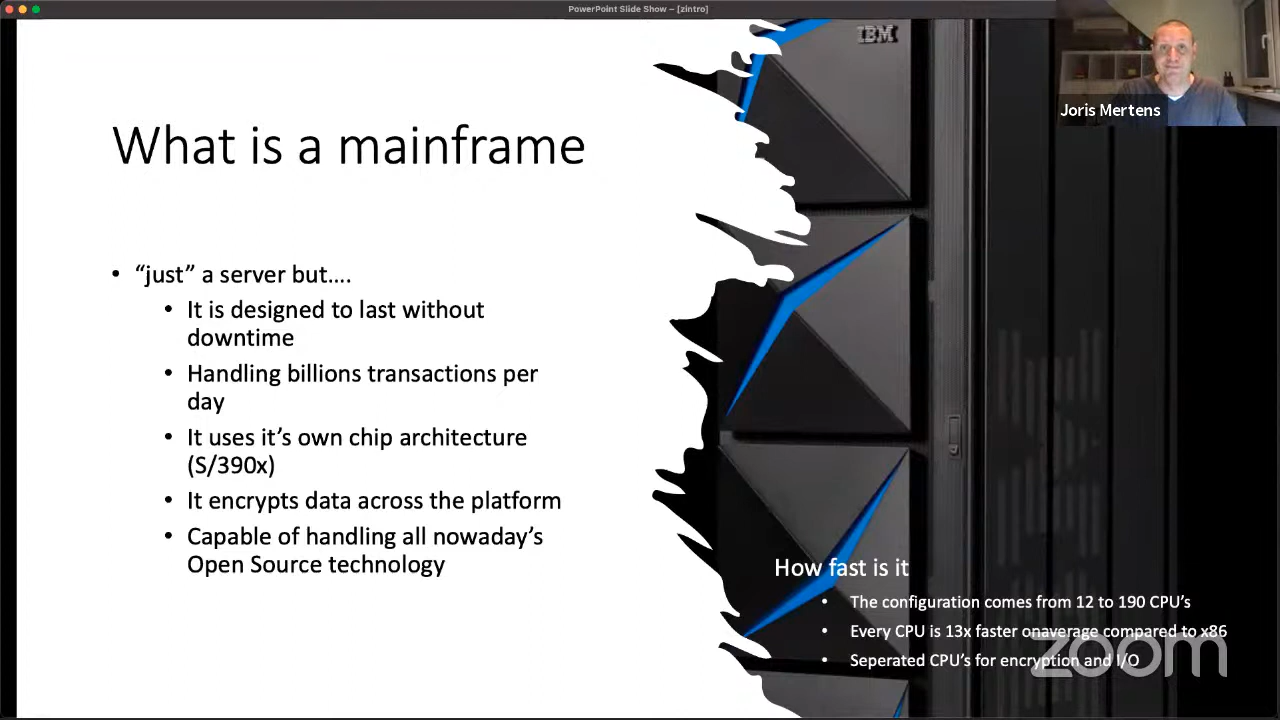 PowerPoint Slide Show – [zintro]
IBM
Joris Mertens
What is a mainframe
• “just” a server but....
• It is designed to last without
downtime
• Handling billions transactions per
day
• It uses it’s own chip architecture
(S/390x)
• It encrypts data across the platform
• Capable of handling all nowaday’s
Open Source technology
How fast is it
• The configuration comes from 12 to 190 CPU’s
• Every CPU is 13x faster onaverage compared to x86
• Seperated CPU’s for encryption and I/O
zoom